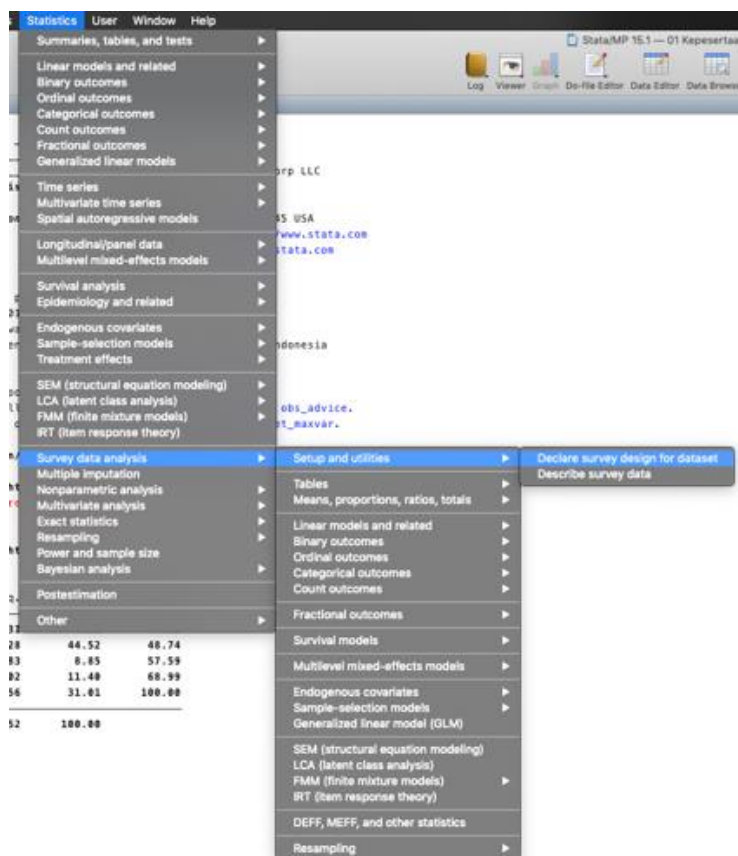 Statistics User Window Help
Stata/MP 15.1 — 01 Kepesertaa
Log Viewer Graph Do-file Editor Data Editor Data Browse
Summaries, tables, and tests
Linear models and related
Binary outcomes
Ordinal outcomes
Categorical outcomes
Count outcomes
Fractional outcomes
Generalized linear models
Time series
Multivariate time series
Spatial autoregressive models
Longitudinal/panel data
Multilevel mixed-effects models
Survival analysis
Epidemiology and related
Endogenous covariates
Sample-selection models
Treatment effects
SEM (structural equation modeling)
LCA (latent class analysis)
FMM (finite mixture models)
IRT (item response theory)
Survey data analysis
Multiple imputation
Nonparametric analysis
Multivariate analysis
Exact statistics
Resampling
Power and sample size
Bayesian analysis
Postestimation
Other
orp LLC
45 USA
/www.stata.com
stata.com
ndonesia
obs_advice.
et_maxvar.
Setup and utilities
Tables
Means, proportions, ratios, totals
Linear models and related
Binary outcomes
Ordinal outcomes
Categorical outcomes
Count outcomes
Fractional outcomes
Survival models
Multilevel mixed-effects models
Endogenous covariates
Sample-selection models
Generalized linear model (GLM)
SEM (structural equation modeling)
LCA (latent class analysis)
FMM (finite mixture models)
IRT (item response theory)
DEFF, MEFF, and other statistics
Resampling
Declare survey design for dataset
Describe survey data
28 44.52 48.74
83 8.85 57.59
02 11.40 68.99
56 31.01 100.00
52 100.00